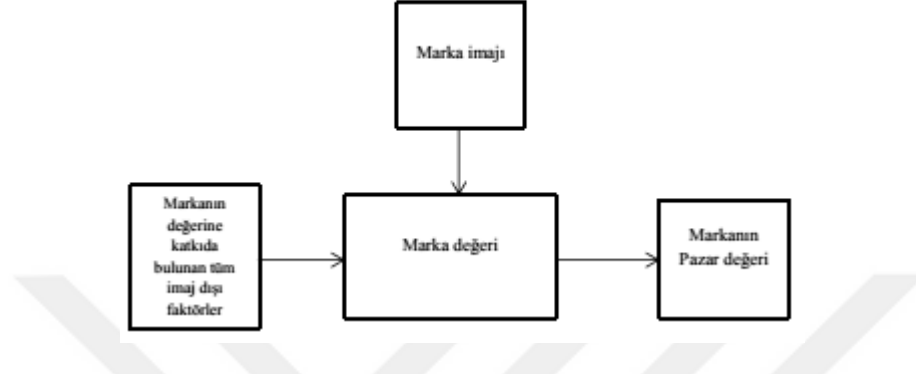 Marka imajı
Markanın
değerine
katkıda
bulunan tüm
imaj dışı
faktörler
Marka değeri
Markanın
Pazar değeri